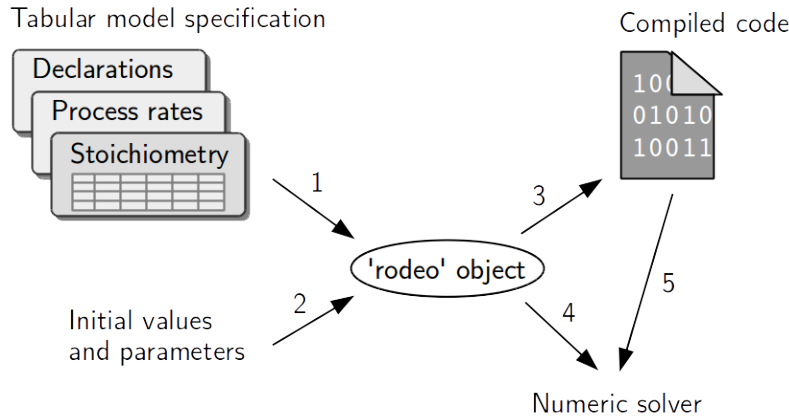 Tabular model specification
Compiled code
Declarations
Process rates
Stoichiometry
100
01010
10011
1
3
'rodeo' object
5
2
4
Initial values
and parameters
Numeric solver